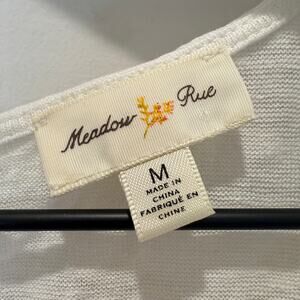 Meadow Rue
M
MADE IN
CHINA
FABRIQUÉ EN
CHINE